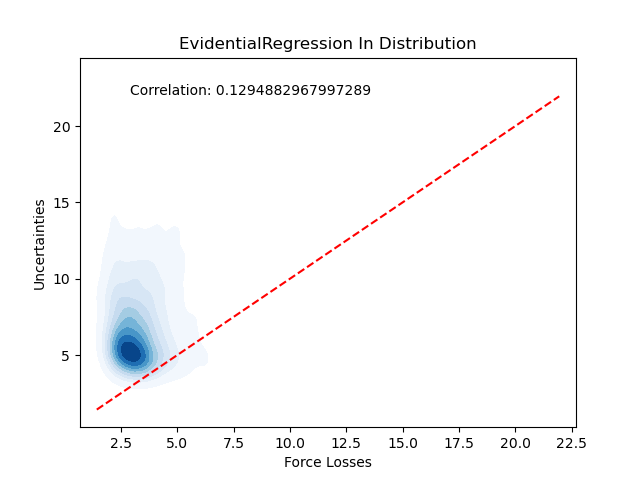 EvidentialRegression In Distribution
Correlation: 0.1294882967997289
Uncertainties
20
15
10
5
2.5 5.0 7.5 10.0 12.5 15.0 17.5 20.0 22.5
Force Losses